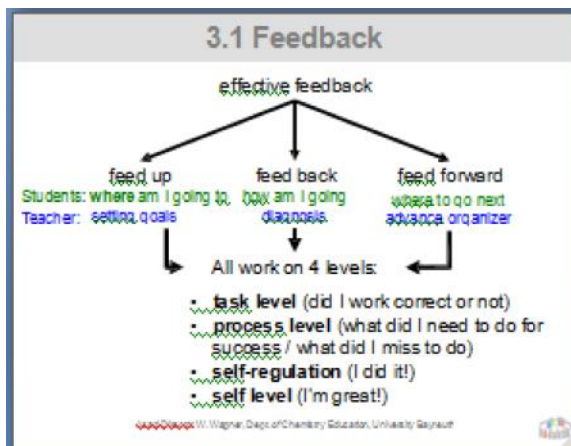 3.1 Feedback
effective feedback
feed up feed back feed forward
Students: where am I going to, how am I going where to go next
Teacher: setting goals diagnosis advance organizer
All work on 4 levels:
• task level (did I work correct or not)
• process level (what did I need to do for
success / what did I miss to do)
• self-regulation (I did it!)
• self level (I'm great!)
W. Wagner, Dept. of Chemistry Education, University Bayreuth